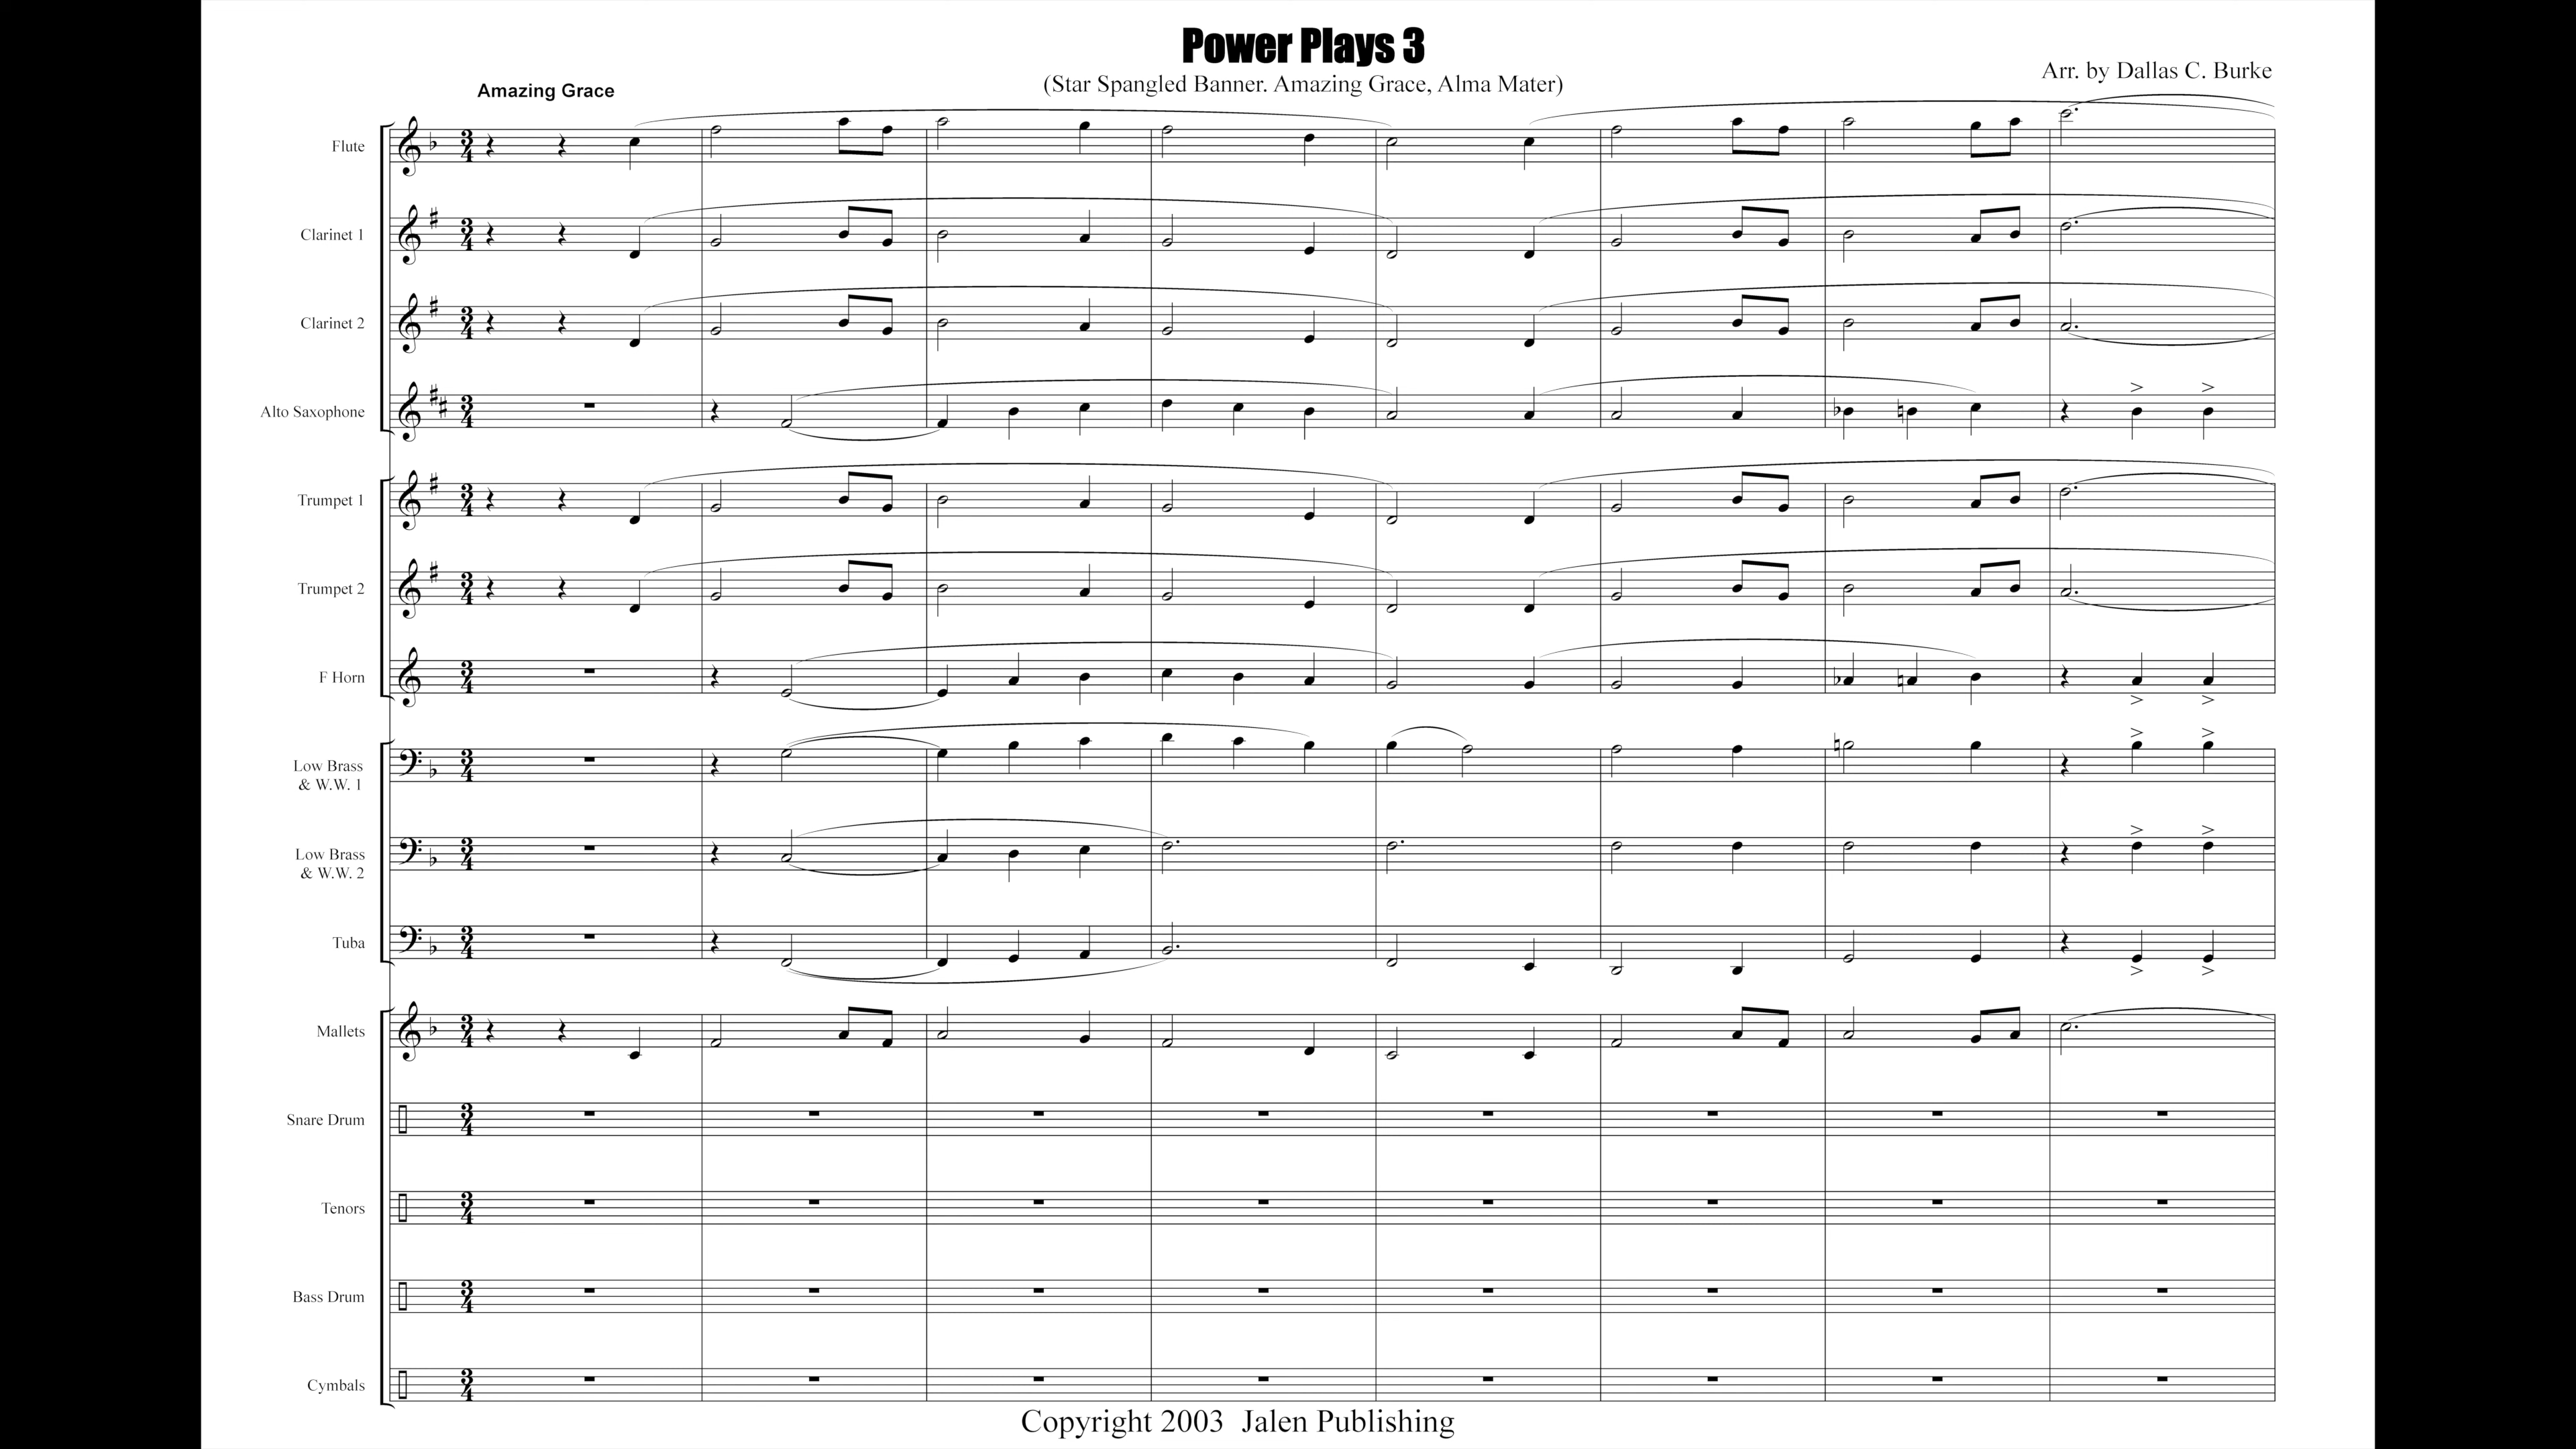 Power Plays 3
(Star Spangled Banner. Amazing Grace, Alma Mater)
Arr. by Dallas C. Burke
Amazing Grace
Flute
Clarinet 1
Clarinet 2
Alto Saxophone
Trumpet 1
Trumpet 2
F Horn
Low Brass
& W.W. 1
Low Brass
& W.W. 2
Tuba
Mallets
Snare Drum
Tenors
Bass Drum
Cymbals
Copyright 2003 Jalen Publishing